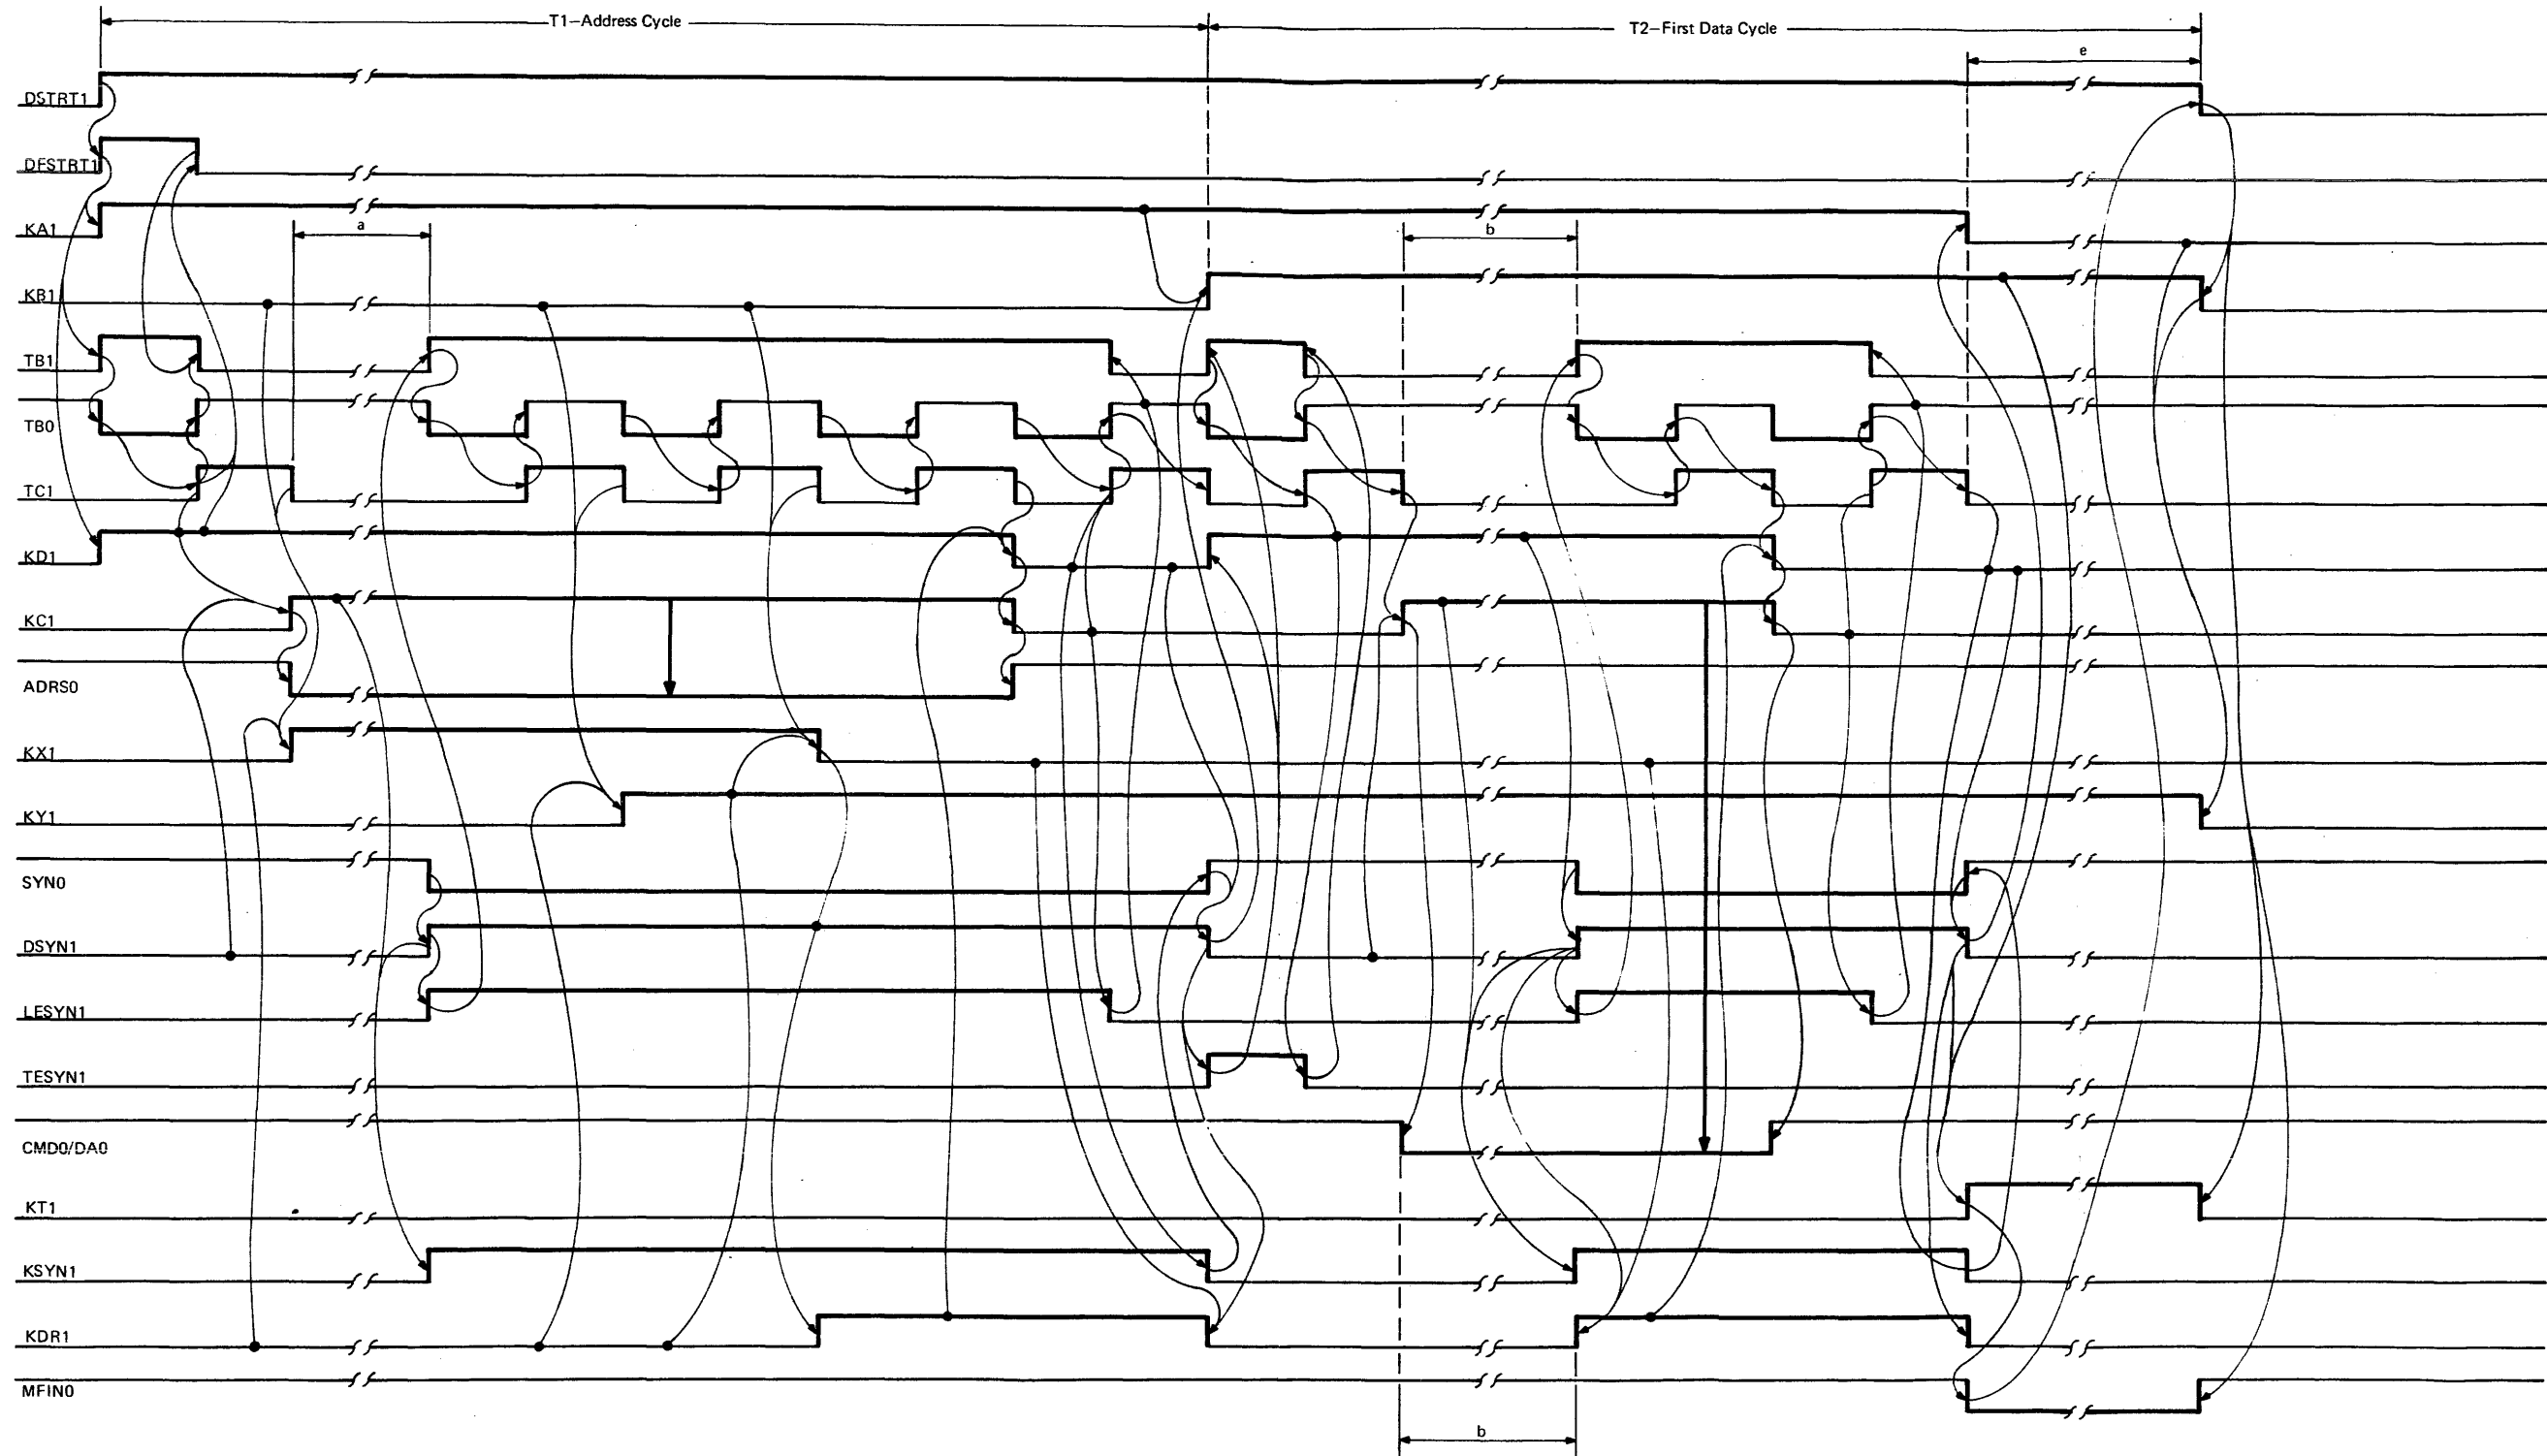 T1–Address Cycle
T2–First Data Cycle
e
DSTRT1
DFSTRT1
KA1
a
b
KB1
TB1
TB0
TC1
KD1
KC1
ADRS0
KX1
KY1
SYN0
DSYN1
LESYN1
TESYN1
CMD0/DA0
KT1
KSYN1
KDR1
MFIN0
b